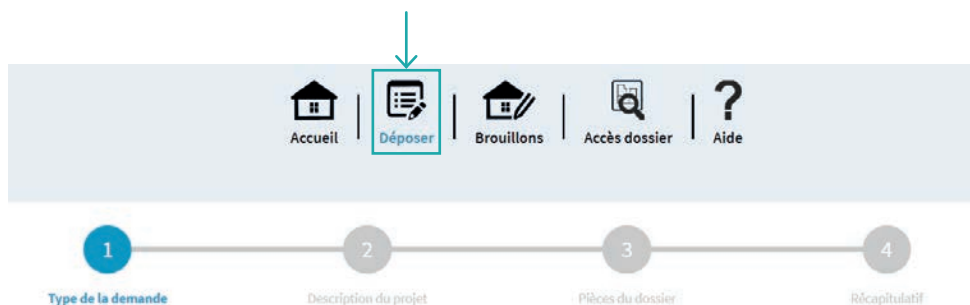 Accueil Déposer Brouillons Accès dossier Aide
1 2 3 4
Type de la demande Description du projet Pièces du dossier Récapitulatif